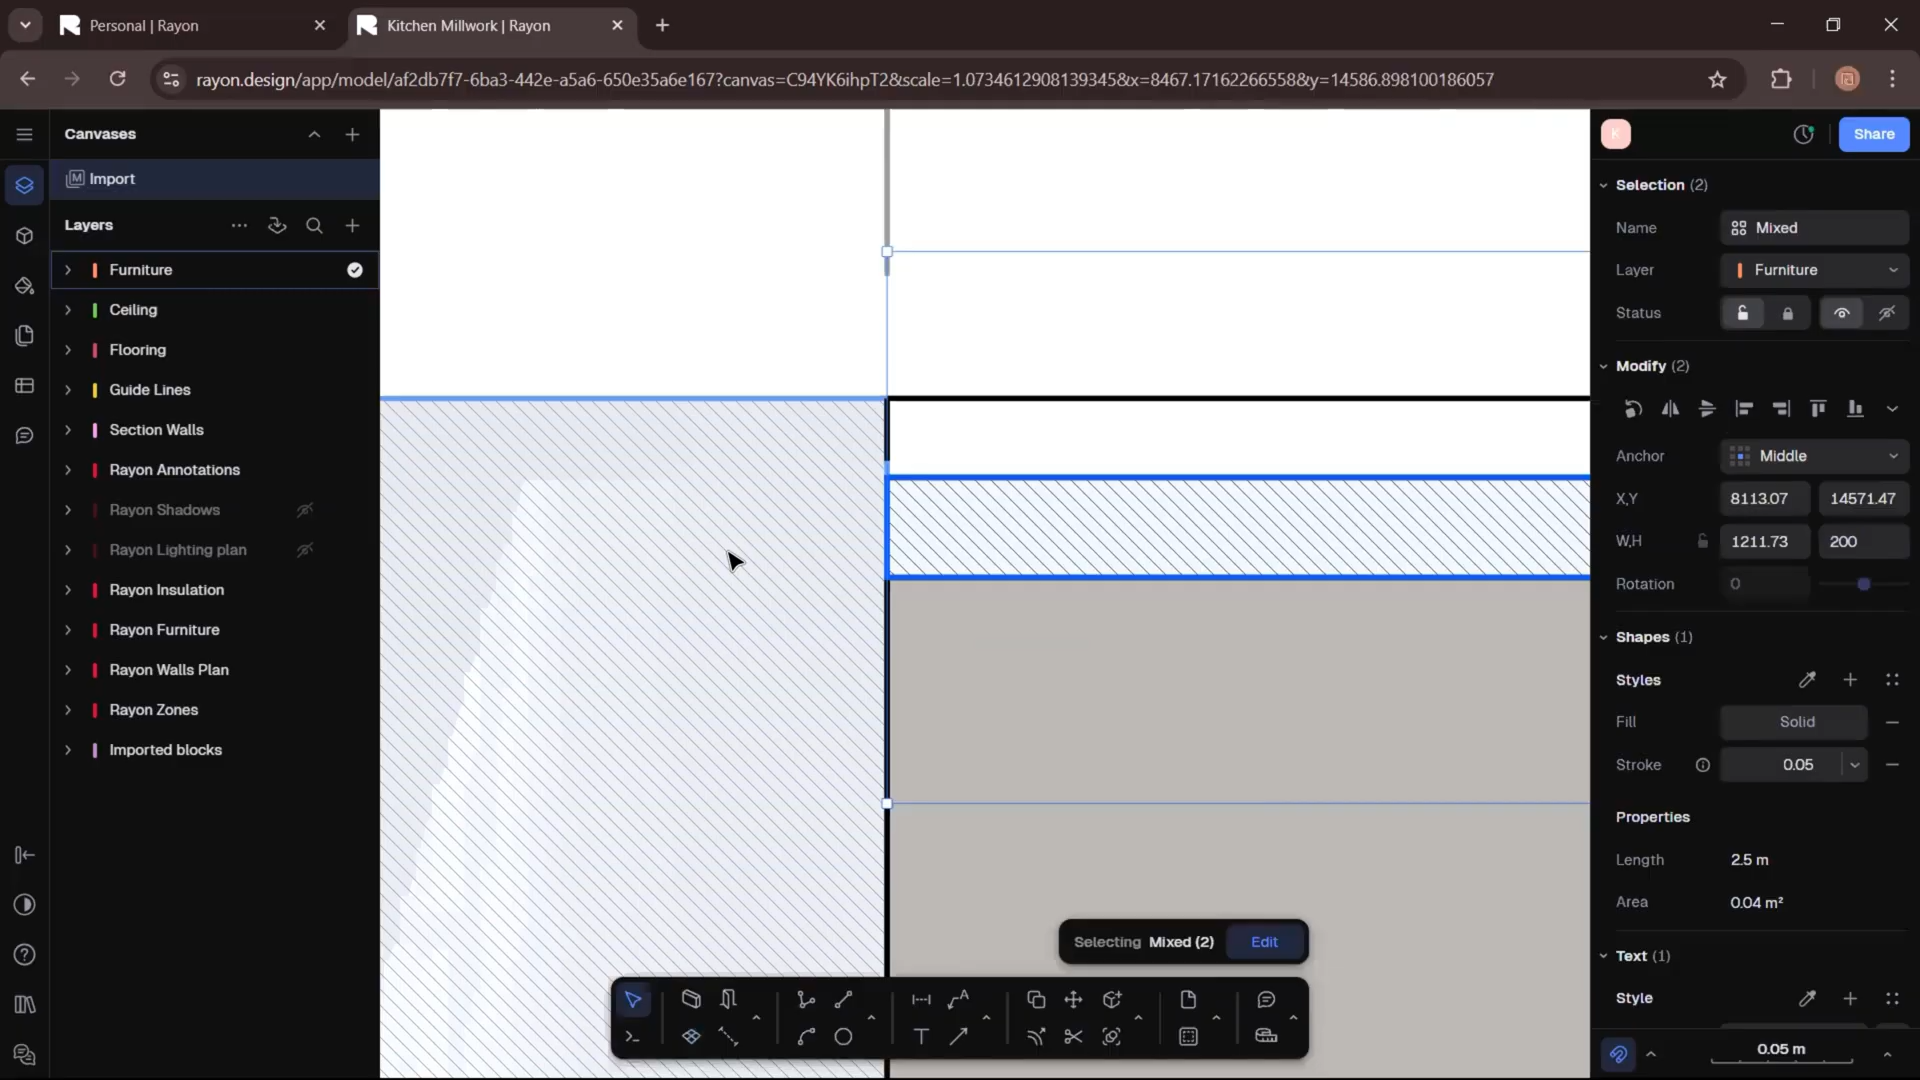 Personal | Rayon
Kitchen Millwork | Rayon
rayon.design/app/model/af2db7f7-6ba3-442e-a5a6-650e35a6e167?canvas=C94YK6ihpT2&scale=1.0734612908139345&x=8467.17162266558&y=14586.898100186057
Canvases
Import
Layers
Furniture
Ceiling
Flooring
Guide Lines
Section Walls
Rayon Annotations
Rayon Shadows
Rayon Lighting plan
Rayon Insulation
Rayon Furniture
Rayon Walls Plan
Rayon Zones
Imported blocks
Selecting Mixed (2) Edit
K
Share
Selection (2)
Name Mixed
Layer Furniture
Status
Modify (2)
Anchor Middle
X,Y 8113.07 14571.47
W,H 1211.73 200
Rotation 0
Shapes (1)
Styles
Fill Solid
Stroke 0.05
Properties
Length 2.5 m
Area 0.04 m²
Text (1)
Style
0.05 m